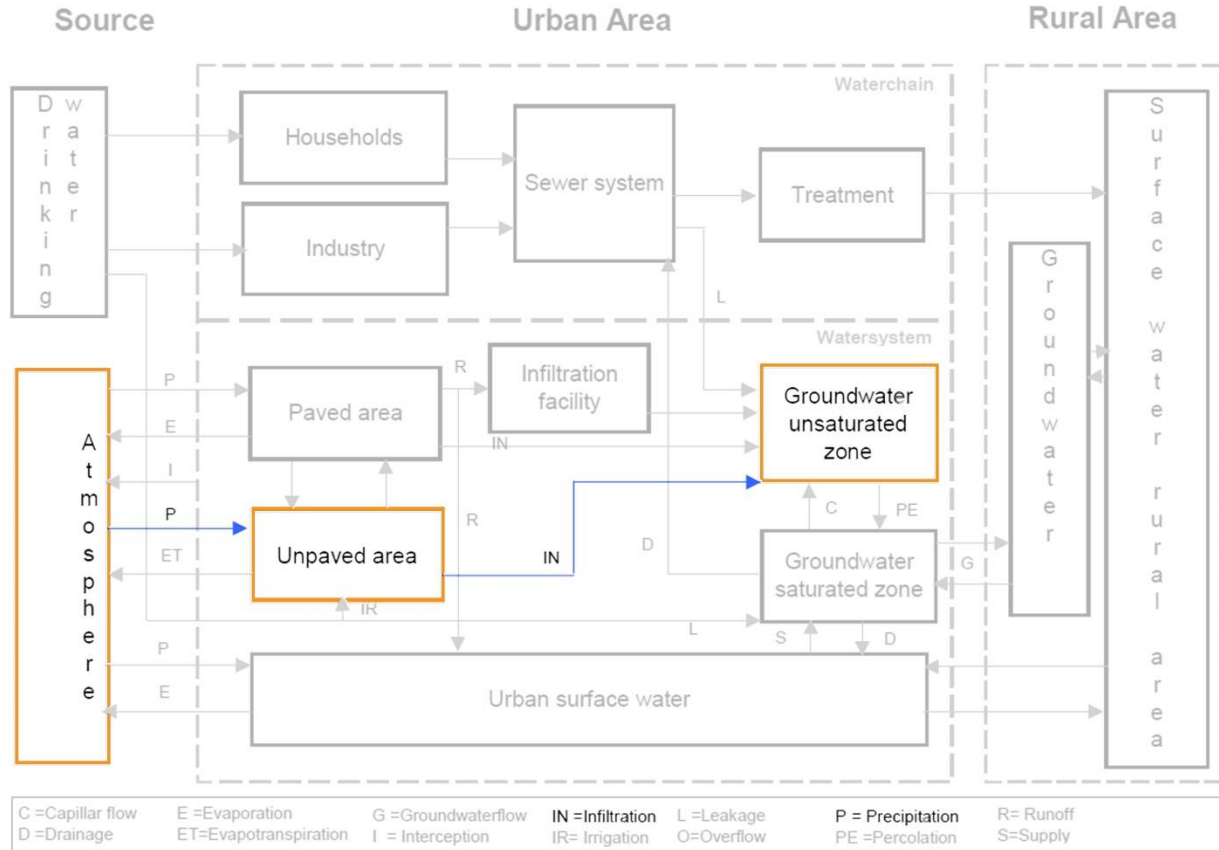 Source
Urban Area
Rural Area
Waterchain
Drinking
water
Households
Industry
Sewer system
Treatment
L
Surface water rural area
Groundwater
Watersystem
P
E
I
P
ET
P
E
Atmosphere
Paved area
R
Infiltration
facility
IN
R
Unpaved area
IN
IR
L
Groundwater
unsaturated
zone
C
PE
D
Groundwater
saturated zone
G
S
D
Urban surface water
C =Capillar flow
E =Evaporation
G =Groundwaterflow
IN =Infiltration
L =Leakage
P = Precipitation
R= Runoff
D =Drainage
ET=Evapotranspiration
I = Interception
IR= Irrigation
O=Overflow
PE =Percolation
S=Supply